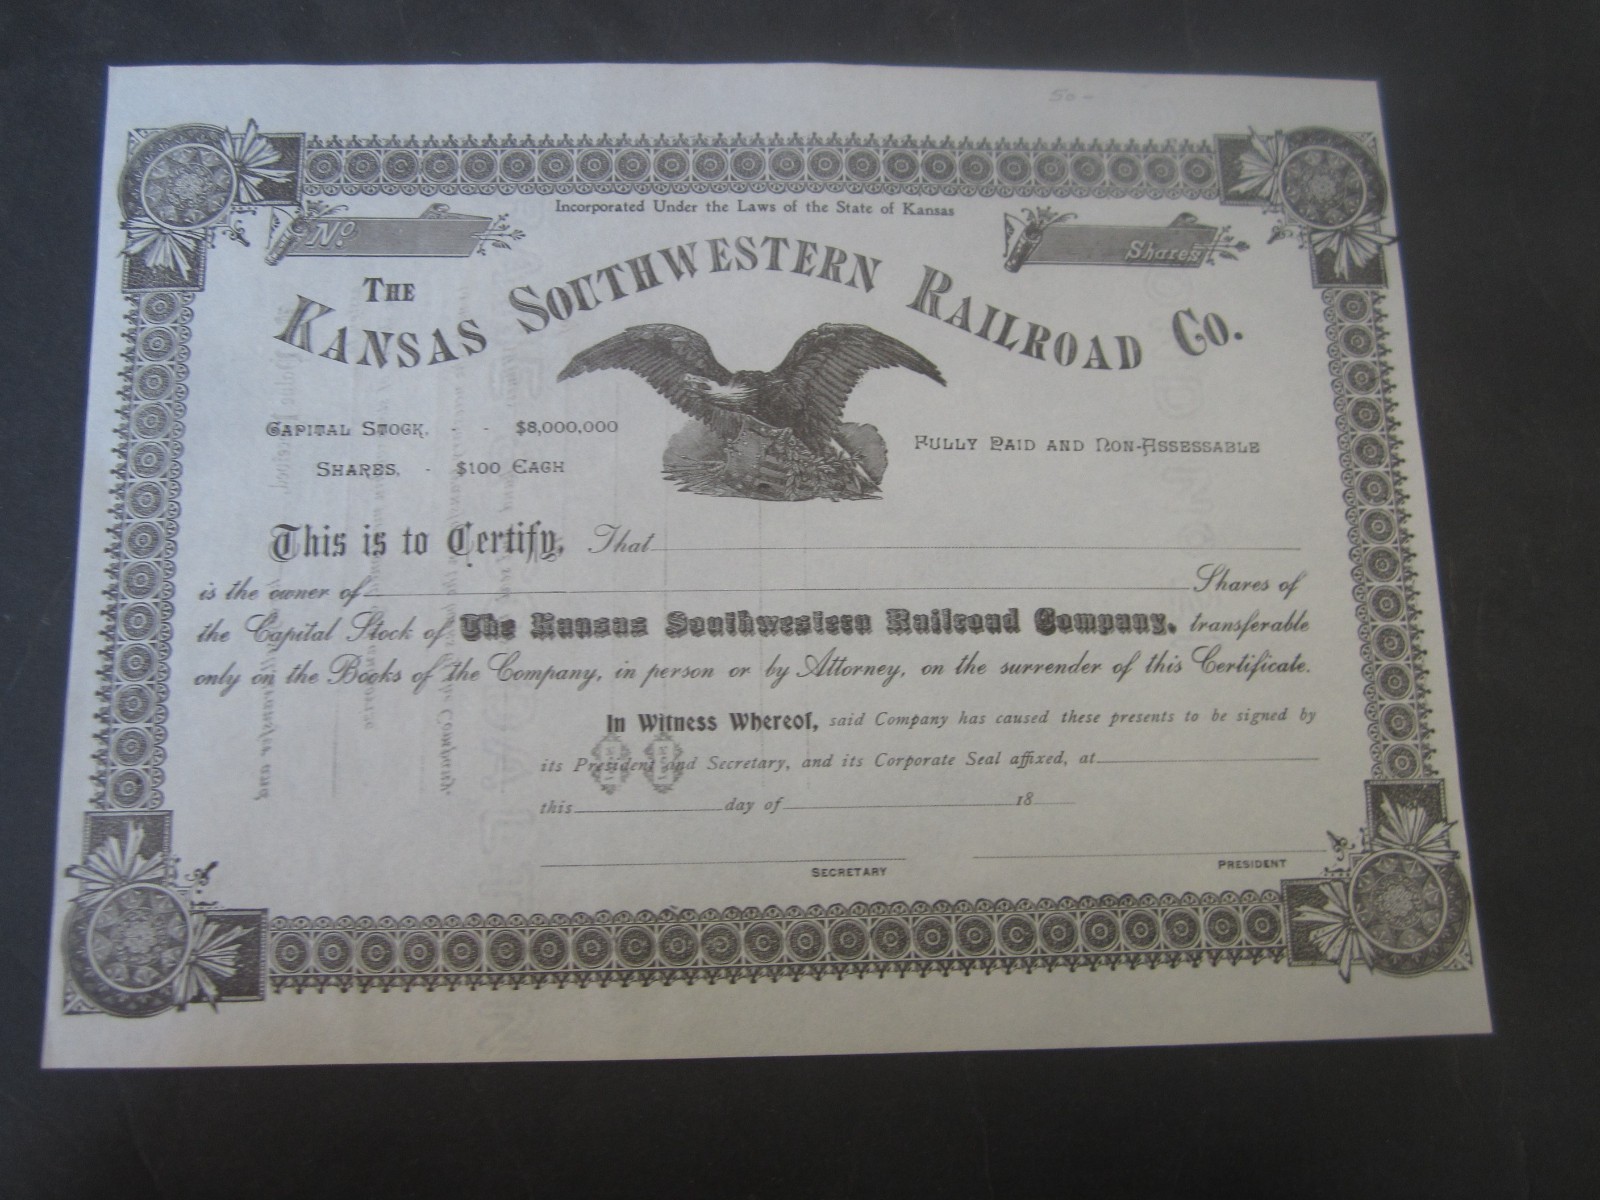 50-
Incorporated Under the Laws of the State of Kansas
No.
Shares
The Kansas Southwestern Railroad Co.
Capital Stock, - - $8,000,000
Shares, - $100 Each
Fully Paid and Non-Assessable
This is to Certify, That
is the owner of Shares of
the Capital Stock of The Kansas Southwestern Railroad Company, transferable
only on the Books of the Company, in person or by Attorney, on the surrender of this Certificate.
In Witness Whereof, said Company has caused these presents to be signed by
its President and Secretary, and its Corporate Seal affixed, at
this day of 18
SECRETARY
PRESIDENT